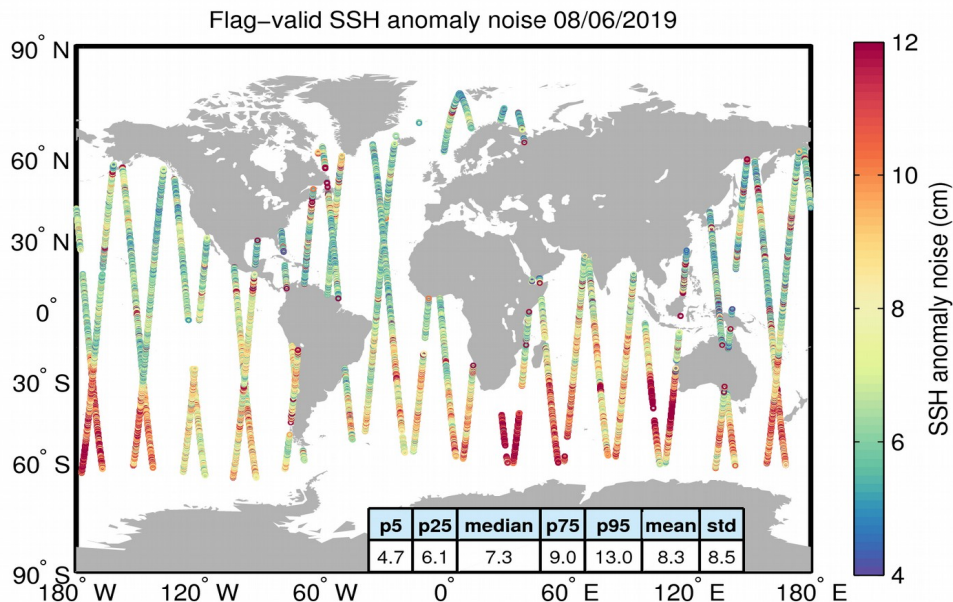 Flag−valid SSH anomaly noise 08/06/2019
90° N
60° N
30° N
0°
30° S
60° S
90° S
180° W
120° W
60° W
0°
60° E
120° E
180° E
p5 p25 median p75 p95 mean std
4.7 6.1 7.3 9.0 13.0 8.3 8.5
12
10
8
6
4
SSH anomaly noise (cm)